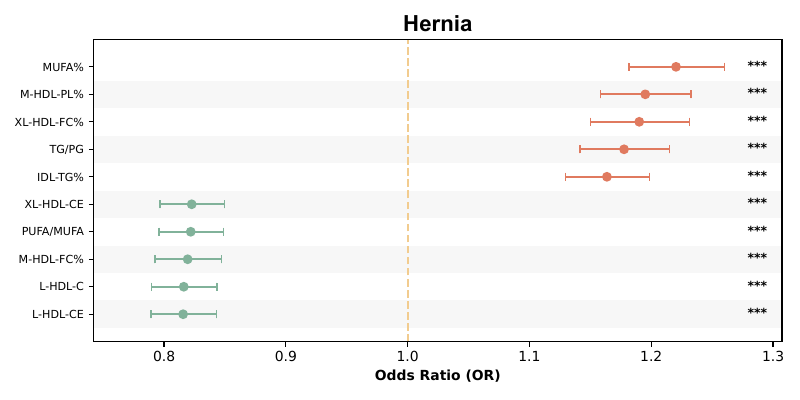 Hernia
MUFA% ***
M-HDL-PL% ***
XL-HDL-FC% ***
TG/PG ***
IDL-TG% ***
XL-HDL-CE ***
PUFA/MUFA ***
M-HDL-FC% ***
L-HDL-C ***
L-HDL-CE ***
0.8 0.9 1.0 1.1 1.2 1.3
Odds Ratio (OR)